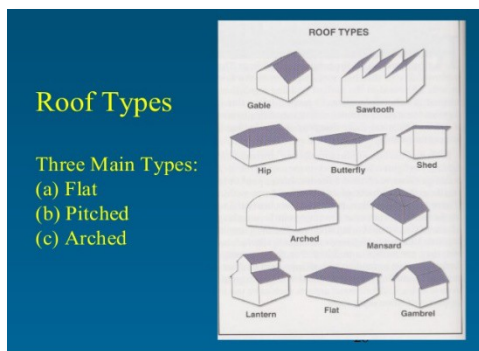 Roof Types
Three Main Types:
(a) Flat
(b) Pitched
(c) Arched
ROOF TYPES
Gable
Sawtooth
Hip
Butterfly
Shed
Arched
Mansard
Lantern
Flat
Gambrel